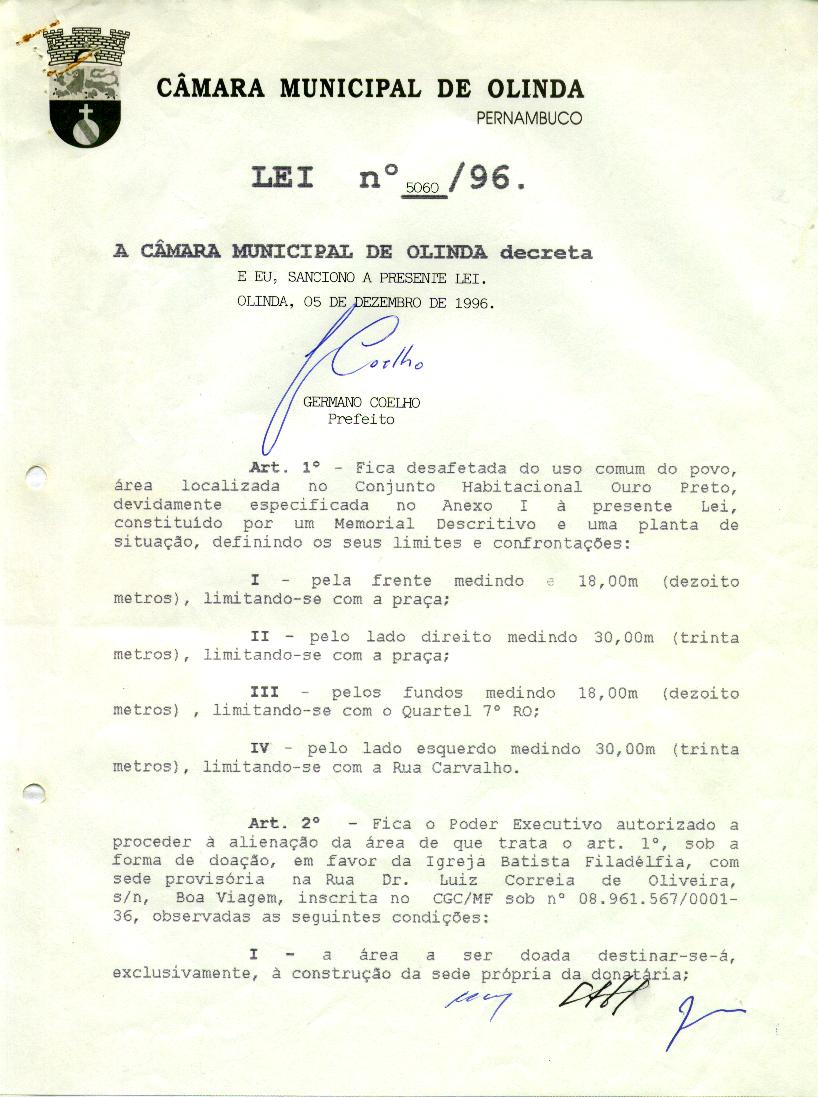 CÂMARA MUNICIPAL DE OLINDA
PERNAMBUCO
LEI nº 5060/96.
A CÂMARA MUNICIPAL DE OLINDA decreta
E EU, SANCIONO A PRESENTE LEI.
OLINDA, 05 DE DEZEMBRO DE 1996.
Coelho
GERMANO COELHO
Prefeito
Art. 1º - Fica desafetada do uso comum do povo,
área localizada no Conjunto Habitacional Ouro Preto,
devidamente especificada no Anexo I à presente Lei,
constituído por um Memorial Descritivo e uma planta de
situação, definindo os seus limites e confrontações:
I - pela frente medindo e 18,00m (dezoito
metros), limitando-se com a praça;
II - pelo lado direito medindo 30,00m (trinta
metros), limitando-se com a praça;
III - pelos fundos medindo 18,00m (dezoito
metros) , limitando-se com o Quartel 7º RO;
IV - pelo lado esquerdo medindo 30,00m (trinta
metros), limitando-se com a Rua Carvalho.
Art. 2º - Fica o Poder Executivo autorizado a
proceder à alienação da área de que trata o art. 1º, sob a
forma de doação, em favor da Igreja Batista Filadélfia, com
sede provisória na Rua Dr. Luiz Correia de Oliveira,
s/n, Boa Viagem, inscrita no CGC/MF sob nº 08.961.567/0001-
36, observadas as seguintes condições:
I - a área a ser doada destinar-se-á,
exclusivamente, à construção da sede própria da donatária;